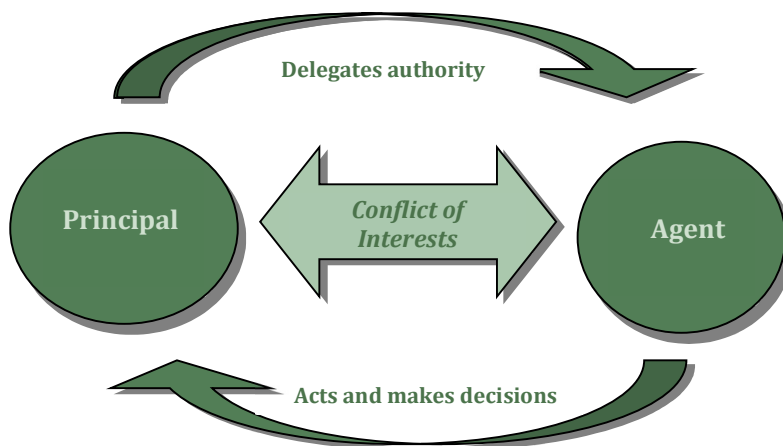 Delegates authority
Principal
Conflict of
Interests
Agent
Acts and makes decisions